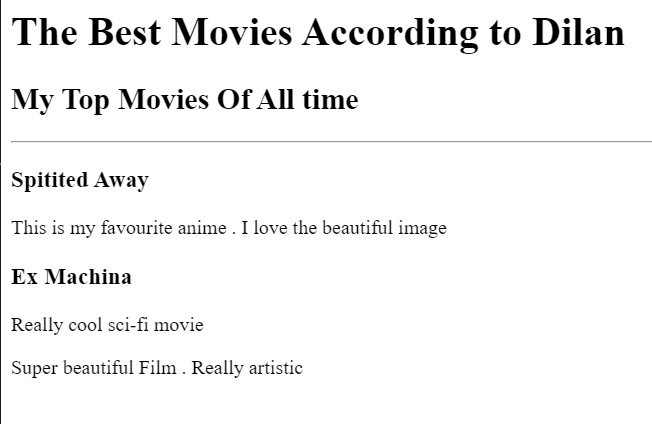 The Best Movies According to Dilan
My Top Movies Of All time
Spitited Away
This is my favourite anime . I love the beautiful image
Ex Machina
Really cool sci-fi movie
Super beautiful Film . Really artistic